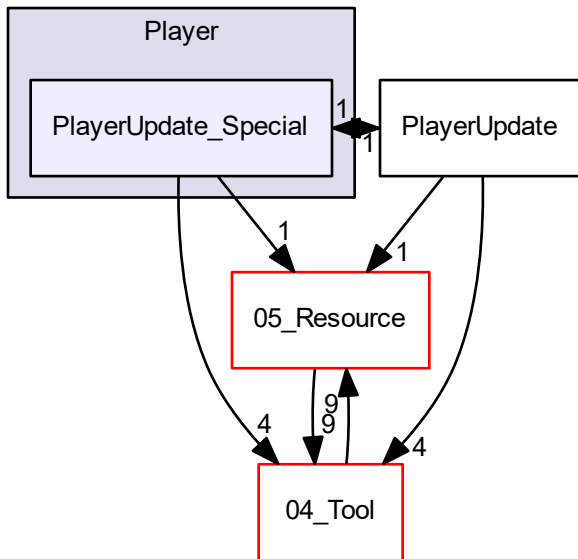 Player
PlayerUpdate_Special
1
1
PlayerUpdate
1
1
05_Resource
9
9
4
4
04_Tool